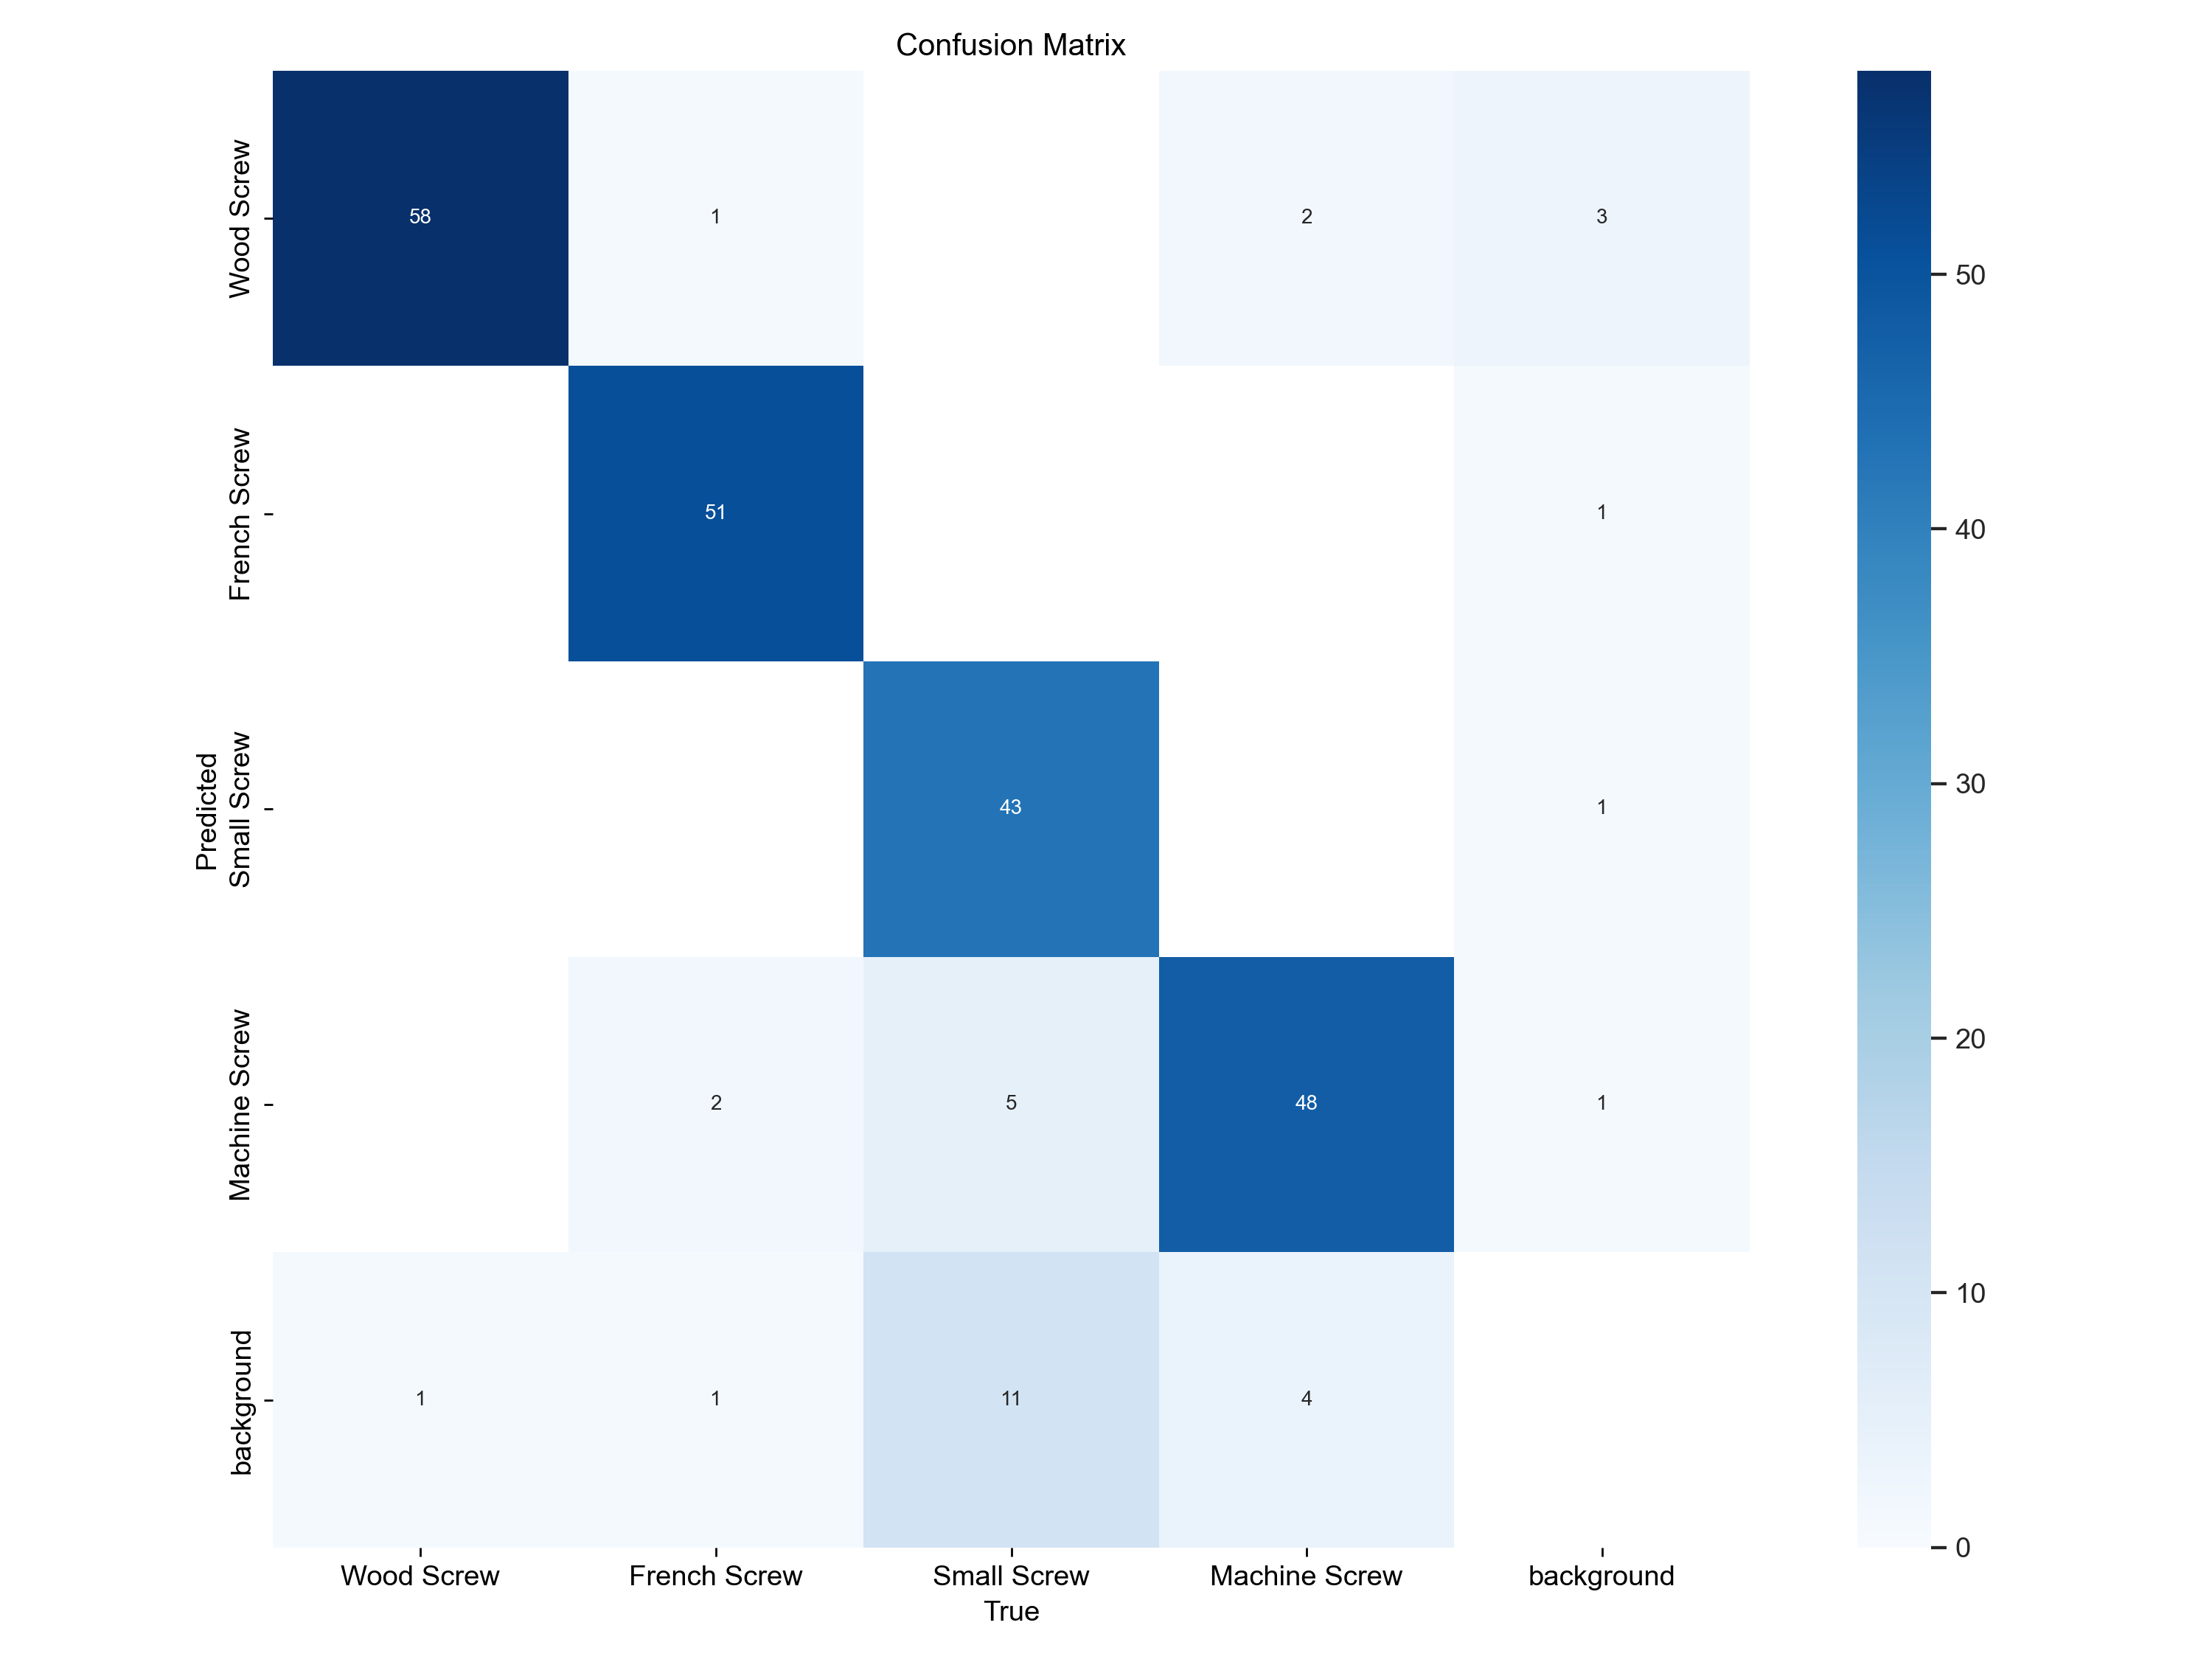 Confusion Matrix
Predicted
Wood Screw
58
1
2
3
French Screw
51
1
Small Screw
43
1
Machine Screw
2
5
48
1
background
1
1
11
4
Wood Screw
French Screw
Small Screw
Machine Screw
background
True
50
40
30
20
10
0